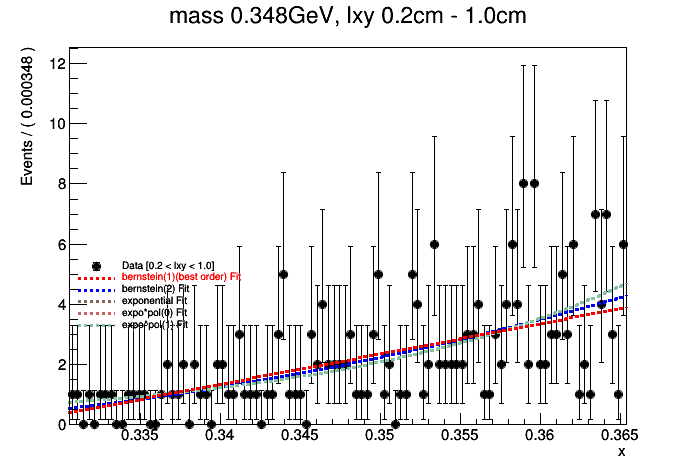 mass 0.348GeV, lxy 0.2cm - 1.0cm
Events / ( 0.000348 )
12
10
8
6
4
2
0
Data [0.2 < lxy < 1.0]
bernstein(1)(best order) Fit
bernstein(2) Fit
exponential Fit
expo*pol(0) Fit
expo*pol(1) Fit
0.335 0.34 0.345 0.35 0.355 0.36 0.365
x